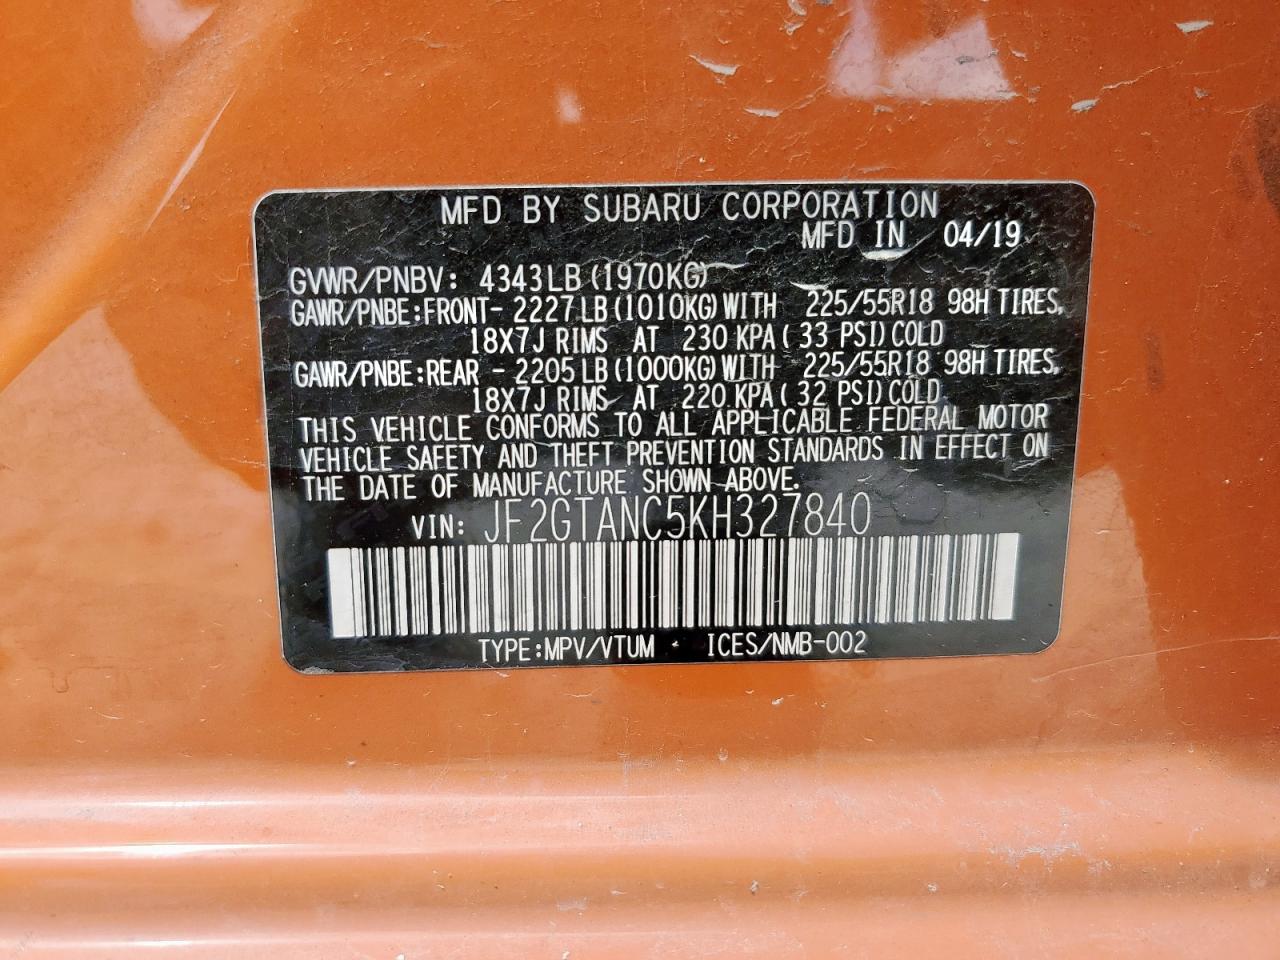 MFD BY SUBARU CORPORATION
MFD IN 04/19
GVWR/PNBV: 4343LB(1970KG)
GAWR/PNBE:FRONT- 2227LB(1010KG)WITH 225/55R18 98H TIRES,
18X7J RIMS AT 230 KPA( 33 PSI)COLD
GAWR/PNBE:REAR - 2205LB(1000KG)WITH 225/55R18 98H TIRES,
18X7J RIMS AT 220 KPA( 32 PSI)COLD
THIS VEHICLE CONFORMS TO ALL APPLICABLE FEDERAL MOTOR
VEHICLE SAFETY AND THEFT PREVENTION STANDARDS IN EFFECT ON
THE DATE OF MANUFACTURE SHOWN ABOVE.
VIN: JF2GTANC5KH327840
TYPE:MPV/VTUM · ICES/NMB-002